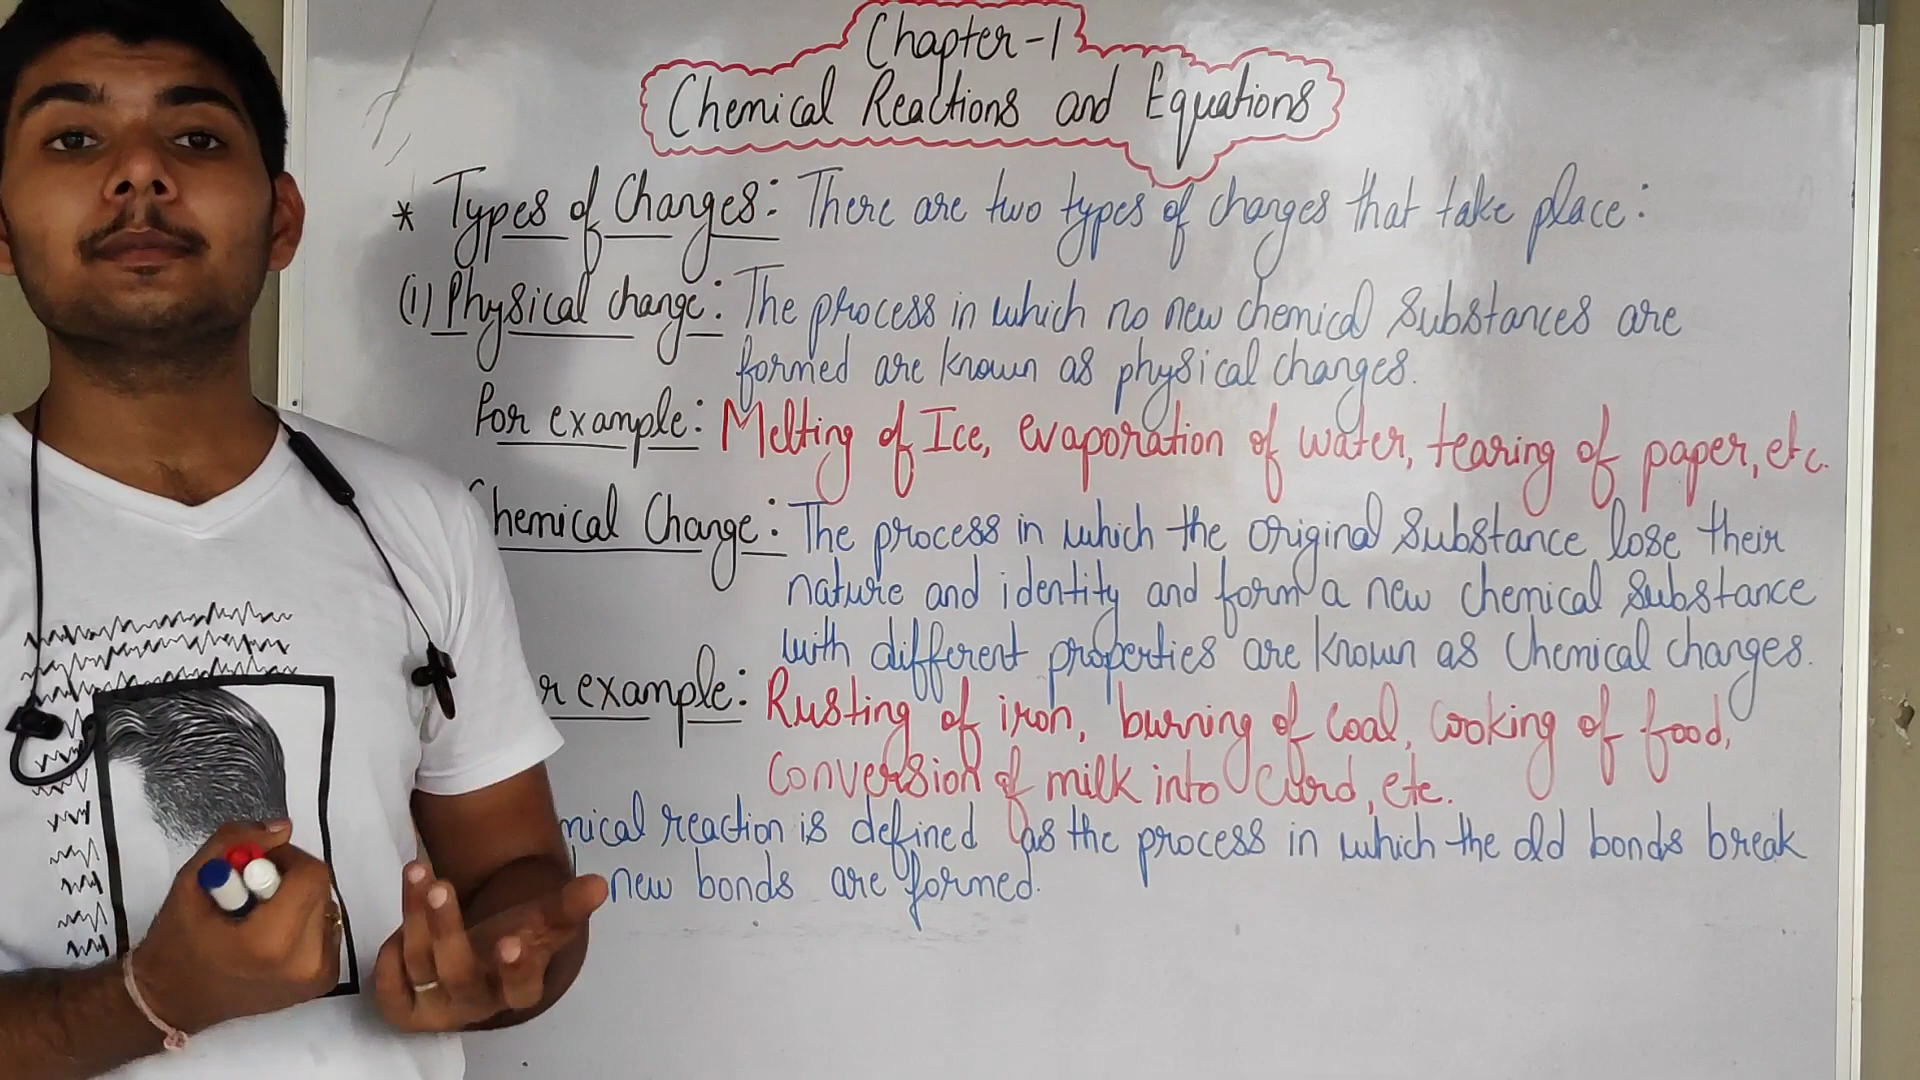 Chapter-1
Chemical Reactions and Equations
* Types of Changes: There are two types of changes that take place:
(i) Physical change: The process in which no new chemical substances are
formed are known as physical changes.
For example: Melting of Ice, evaporation of water, tearing of paper, etc.
Chemical Change: The process in which the original substance lose their
nature and identity and form a new chemical substance
with different properties are known as chemical changes.
example: Rusting of iron, burning of coal, cooking of food,
conversion of milk into curd, etc.
reaction is defined as the process in which the old bonds break
new bonds are formed.